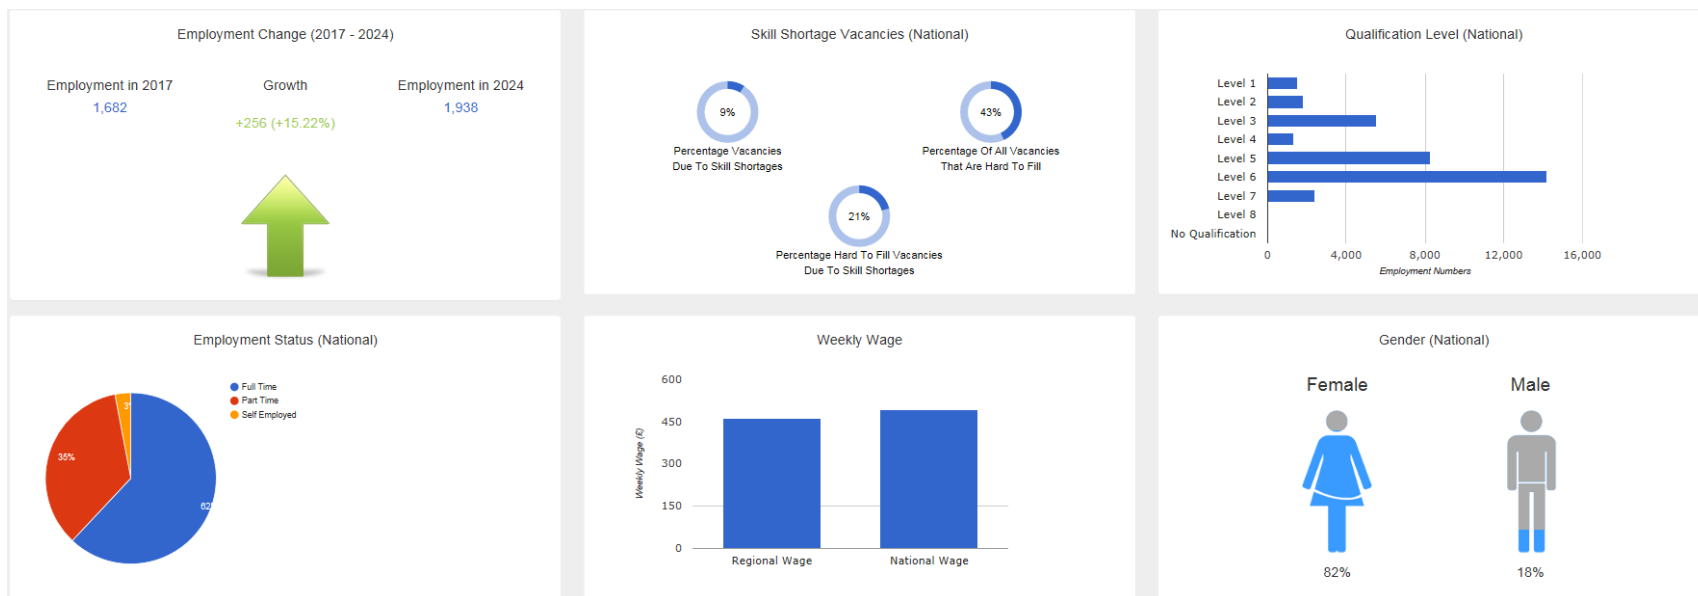 Employment Change (2017 - 2024)
Employment in 2017
Growth
Employment in 2024
1,682
+256 (+15.22%)
1,938
Skill Shortage Vacancies (National)
9%
Percentage Vacancies
Due To Skill Shortages
43%
Percentage Of All Vacancies
That Are Hard To Fill
21%
Percentage Hard To Fill Vacancies
Due To Skill Shortages
Qualification Level (National)
Level 1
Level 2
Level 3
Level 4
Level 5
Level 6
Level 7
Level 8
No Qualification
0
4,000
8,000
12,000
16,000
Employment Numbers
Employment Status (National)
Full Time
Part Time
Self Employed
35%
Weekly Wage
600
450
300
150
0
Weekly Wage (£)
Regional Wage
National Wage
Gender (National)
Female
Male
82%
18%